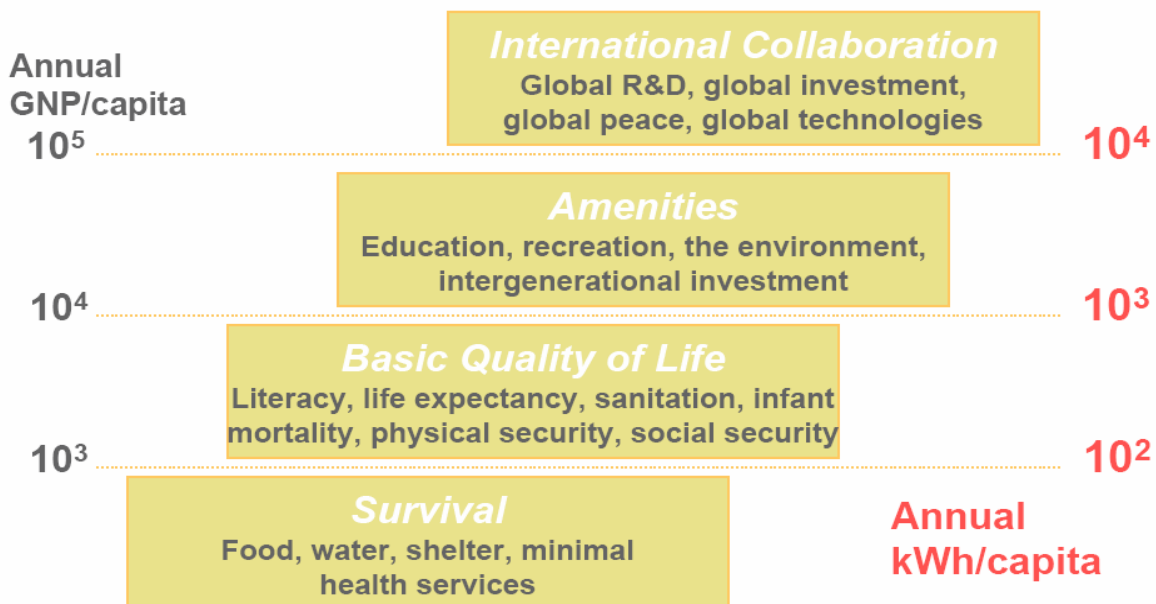 International Collaboration
Global R&D, global investment,
global peace, global technologies
Annual
GNP/capita
10⁵
10⁴
Amenities
Education, recreation, the environment,
intergenerational investment
10⁴
10³
Basic Quality of Life
Literacy, life expectancy, sanitation, infant
mortality, physical security, social security
10³
10²
Survival
Food, water, shelter, minimal
health services
Annual
kWh/capita